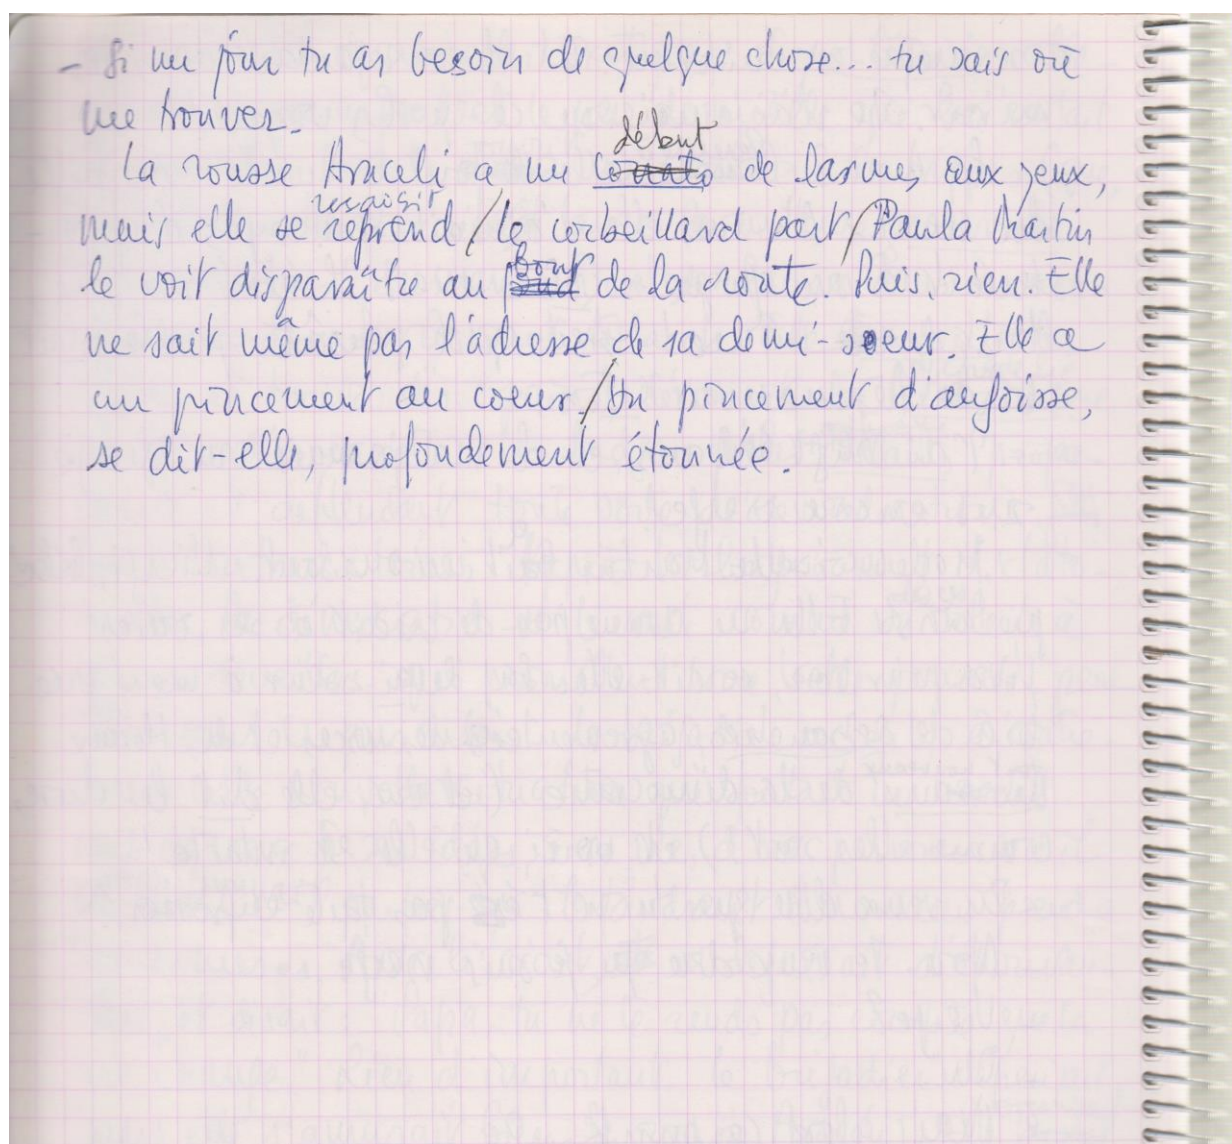 - Si un jour tu as besoin de quelque chose... tu sais où
me trouver.
début
La rousse Araceli a un de larmes aux yeux,
ressaisit
mais elle se reprend / le corbeillard part / Paula Martin
bout
le voit disparaître au fond de la route. Puis, rien. Elle
ne sait même pas l'adresse de sa demi-soeur. Elle a
un pincement au coeur. / Un pincement d'angoisse,
se dit-elle, profondément étonnée.